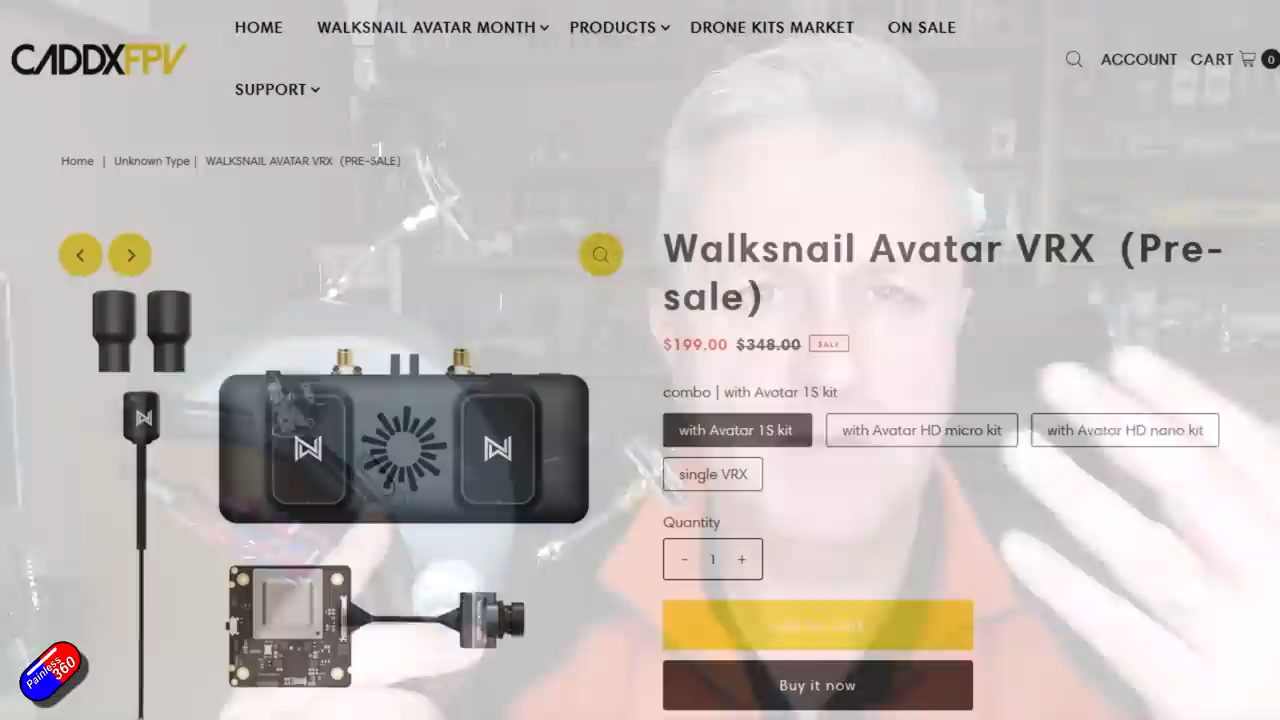 HOME WALKSNAIL AVATAR MONTH PRODUCTS DRONE KITS MARKET ON SALE
CADDXFPV
ACCOUNT CART 0
SUPPORT
Home | Unknown Type | WALKSNAIL AVATAR VRX (PRE-SALE)
Walksnail Avatar VRX (Pre-
sale)
$199.00 $348.00 SALE
combo | with Avatar 1S kit
with Avatar 1S kit with Avatar HD micro kit with Avatar HD nano kit
single VRX
Quantity
- 1 +
Buy it now
Painless
360